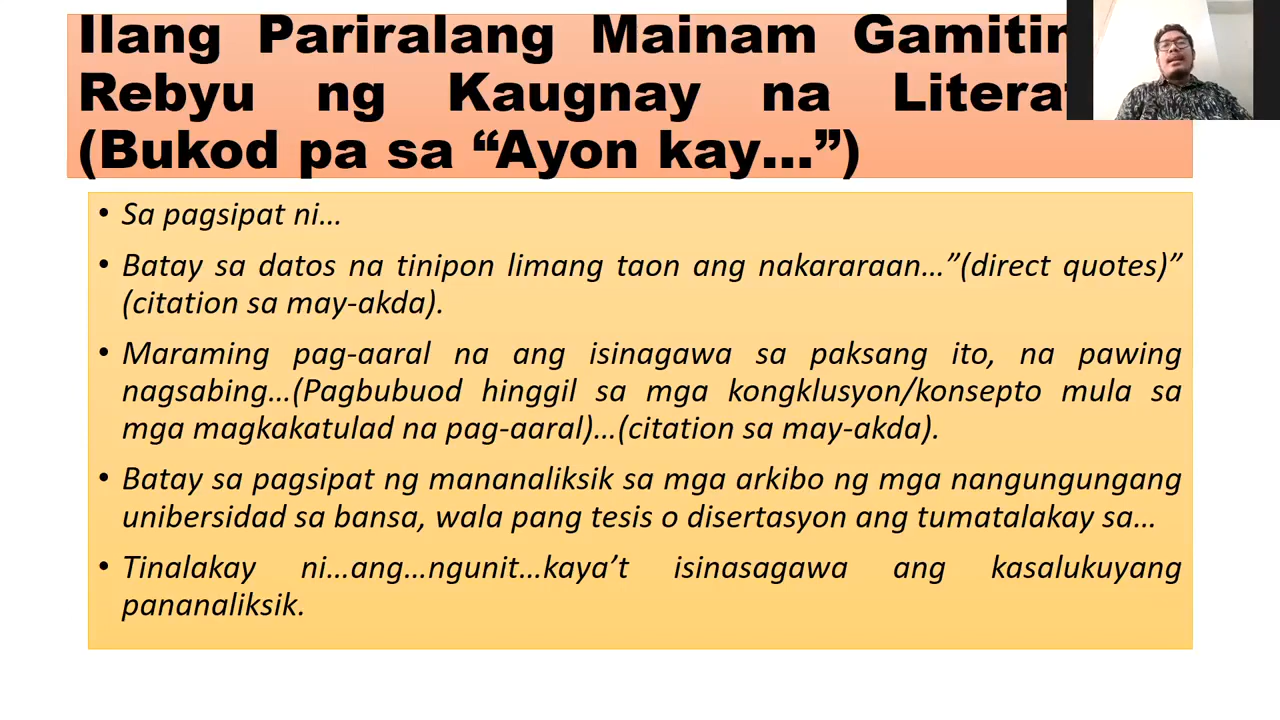 Ilang Pariralang Mainam Gamitin
Rebyu ng Kaugnay na
(Bukod pa sa “Ayon kay...”)
• Sa pagsipat ni...
• Batay sa datos na tinipon limang taon ang nakararaan...”(direct quotes)”
(citation sa may-akda).
• Maraming pag-aaral na ang isinagawa sa paksang ito, na pawing
nagsabing...(Pagbubuod hinggil sa mga kongklusyon/konsepto mula sa
mga magkakatulad na pag-aaral)...(citation sa may-akda).
• Batay sa pagsipat ng mananaliksik sa mga arkibo ng mga nangungungang
unibersidad sa bansa, wala pang tesis o disertasyon ang tumatalakay sa...
• Tinalakay ni...ang...ngunit...kaya’t isinasagawa ang kasalukuyang
pananaliksik.